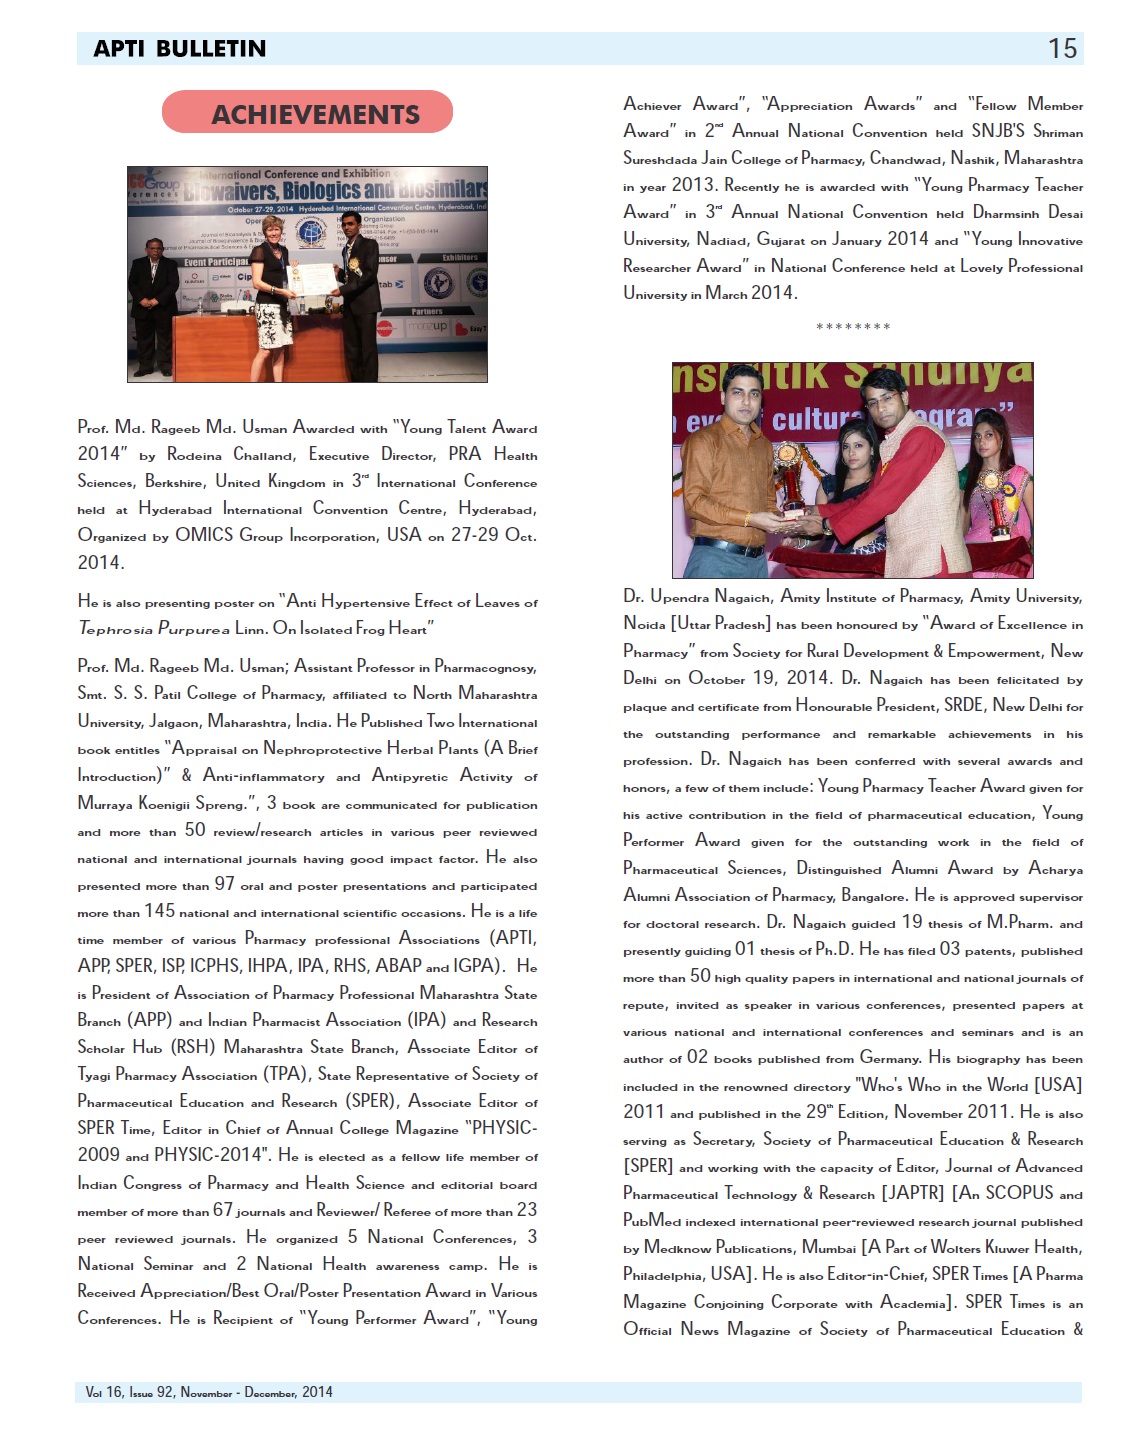 APTI BULLETIN
15
ACHIEVEMENTS
International Conference and Exhibition
Biowaivers, Biologics and Biosimilars
October 27-29, 2014 Hyderabad International Convention Centre, Hyderabad,
Event
Exhibitors
Partners
Prof. Md. Rageeb Md. Usman Awarded with “Young Talent Award
2014” by Rodeina Challand, Executive Director, PRA Health
Sciences, Berkshire, United Kingdom in 3rd International Conference
held at Hyderabad International Convention Centre, Hyderabad,
Organized by OMICS Group Incorporation, USA on 27-29 Oct.
2014.
He is also presenting poster on “Anti Hypertensive Effect of Leaves of
Tephrosia Purpurea Linn. On Isolated Frog Heart”
Prof. Md. Rageeb Md. Usman; Assistant Professor in Pharmacognosy,
Smt. S. S. Patil College of Pharmacy, affiliated to North Maharashtra
University, Jalgaon, Maharashtra, India. He Published Two International
book entitles “Appraisal on Nephroprotective Herbal Plants (A Brief
Introduction)” & Anti-inflammatory and Antipyretic Activity of
Murraya Koenigii Spreng.”, 3 book are communicated for publication
and more than 50 review/research articles in various peer reviewed
national and international journals having good impact factor. He also
presented more than 97 oral and poster presentations and participated
more than 145 national and international scientific occasions. He is a life
time member of various Pharmacy professional Associations (APTI,
APP, SPER, ISP, ICPHS, IHPA, IPA, RHS, ABAP and IGPA). He
is President of Association of Pharmacy Professional Maharashtra State
Branch (APP) and Indian Pharmacist Association (IPA) and Research
Scholar Hub (RSH) Maharashtra State Branch, Associate Editor of
Tyagi Pharmacy Association (TPA), State Representative of Society of
Pharmaceutical Education and Research (SPER), Associate Editor of
SPER Time, Editor in Chief of Annual College Magazine “PHYSIC-
2009 and PHYSIC-2014". He is elected as a fellow life member of
Indian Congress of Pharmacy and Health Science and editorial board
member of more than 67 journals and Reviewer/ Referee of more than 23
peer reviewed journals. He organized 5 National Conferences, 3
National Seminar and 2 National Health awareness camp. He is
Received Appreciation/Best Oral/Poster Presentation Award in Various
Conferences. He is Recipient of “Young Performer Award”, “Young
Achiever Award”, “Appreciation Awards” and “Fellow Member
Award” in 2nd Annual National Convention held SNJB'S Shriman
Sureshdada Jain College of Pharmacy, Chandwad, Nashik, Maharashtra
in year 2013. Recently he is awarded with “Young Pharmacy Teacher
Award” in 3rd Annual National Convention held Dharmsinh Desai
University, Nadiad, Gujarat on January 2014 and “Young Innovative
Researcher Award” in National Conference held at Lovely Professional
University in March 2014.
********
Dr. Upendra Nagaich, Amity Institute of Pharmacy, Amity University,
Noida [Uttar Pradesh] has been honoured by “Award of Excellence in
Pharmacy” from Society for Rural Development & Empowerment, New
Delhi on October 19, 2014. Dr. Nagaich has been felicitated by
plaque and certificate from Honourable President, SRDE, New Delhi for
the outstanding performance and remarkable achievements in his
profession. Dr. Nagaich has been conferred with several awards and
honors, a few of them include: Young Pharmacy Teacher Award given for
his active contribution in the field of pharmaceutical education, Young
Performer Award given for the outstanding work in the field of
Pharmaceutical Sciences, Distinguished Alumni Award by Acharya
Alumni Association of Pharmacy, Bangalore. He is approved supervisor
for doctoral research. Dr. Nagaich guided 19 thesis of M.Pharm. and
presently guiding 01 thesis of Ph.D. He has filed 03 patents, published
more than 50 high quality papers in international and national journals of
repute, invited as speaker in various conferences, presented papers at
various national and international conferences and seminars and is an
author of 02 books published from Germany. His biography has been
included in the renowned directory "Who's Who in the World [USA]
2011 and published in the 29th Edition, November 2011. He is also
serving as Secretary, Society of Pharmaceutical Education & Research
[SPER] and working with the capacity of Editor, Journal of Advanced
Pharmaceutical Technology & Research [JAPTR] [An SCOPUS and
PubMed indexed international peer-reviewed research journal published
by Medknow Publications, Mumbai [A Part of Wolters Kluwer Health,
Philadelphia, USA]. He is also Editor-in-Chief, SPER Times [A Pharma
Magazine Conjoining Corporate with Academia]. SPER Times is an
Official News Magazine of Society of Pharmaceutical Education &
Vol 16, Issue 92, November - December, 2014